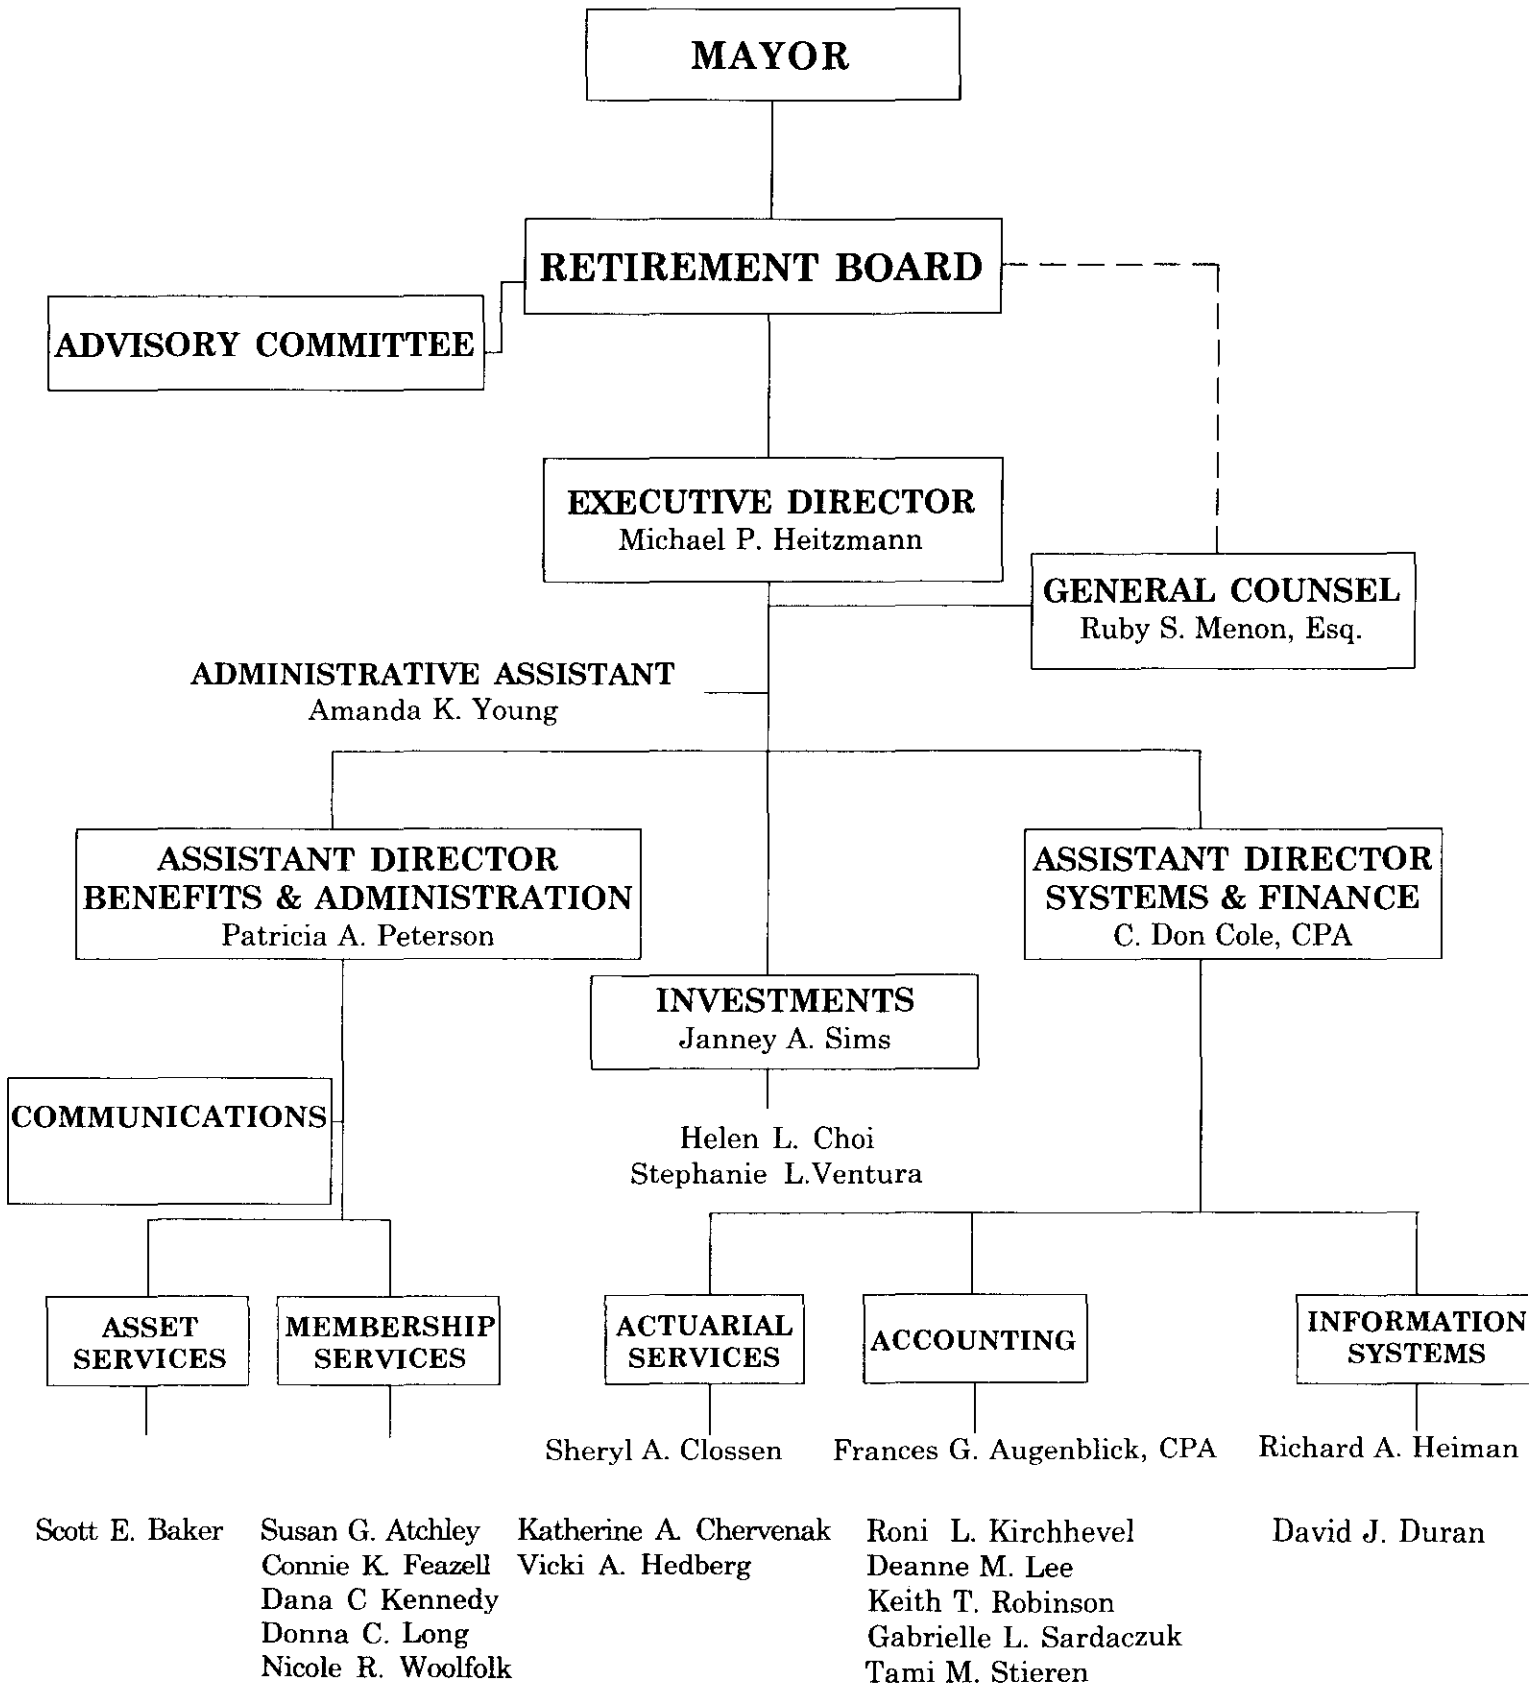 MAYOR
RETIREMENT BOARD
ADVISORY COMMITTEE
EXECUTIVE DIRECTOR
Michael P. Heitzmann
GENERAL COUNSEL
Ruby S. Menon, Esq.
ADMINISTRATIVE ASSISTANT
Amanda K. Young
ASSISTANT DIRECTOR
BENEFITS & ADMINISTRATION
Patricia A. Peterson
ASSISTANT DIRECTOR
SYSTEMS & FINANCE
C. Don Cole, CPA
INVESTMENTS
Janney A. Sims
COMMUNICATIONS
Helen L. Choi
Stephanie L.Ventura
ASSET
SERVICES
MEMBERSHIP
SERVICES
ACTUARIAL
SERVICES
ACCOUNTING
INFORMATION
SYSTEMS
Sheryl A. Clossen
Frances G. Augenblick, CPA
Richard A. Heiman
Scott E. Baker
Susan G. Atchley
Connie K. Feazell
Dana C Kennedy
Donna C. Long
Nicole R. Woolfolk
Katherine A. Chervenak
Vicki A. Hedberg
Roni L. Kirchhevel
Deanne M. Lee
Keith T. Robinson
Gabrielle L. Sardaczuk
Tami M. Stieren
David J. Duran